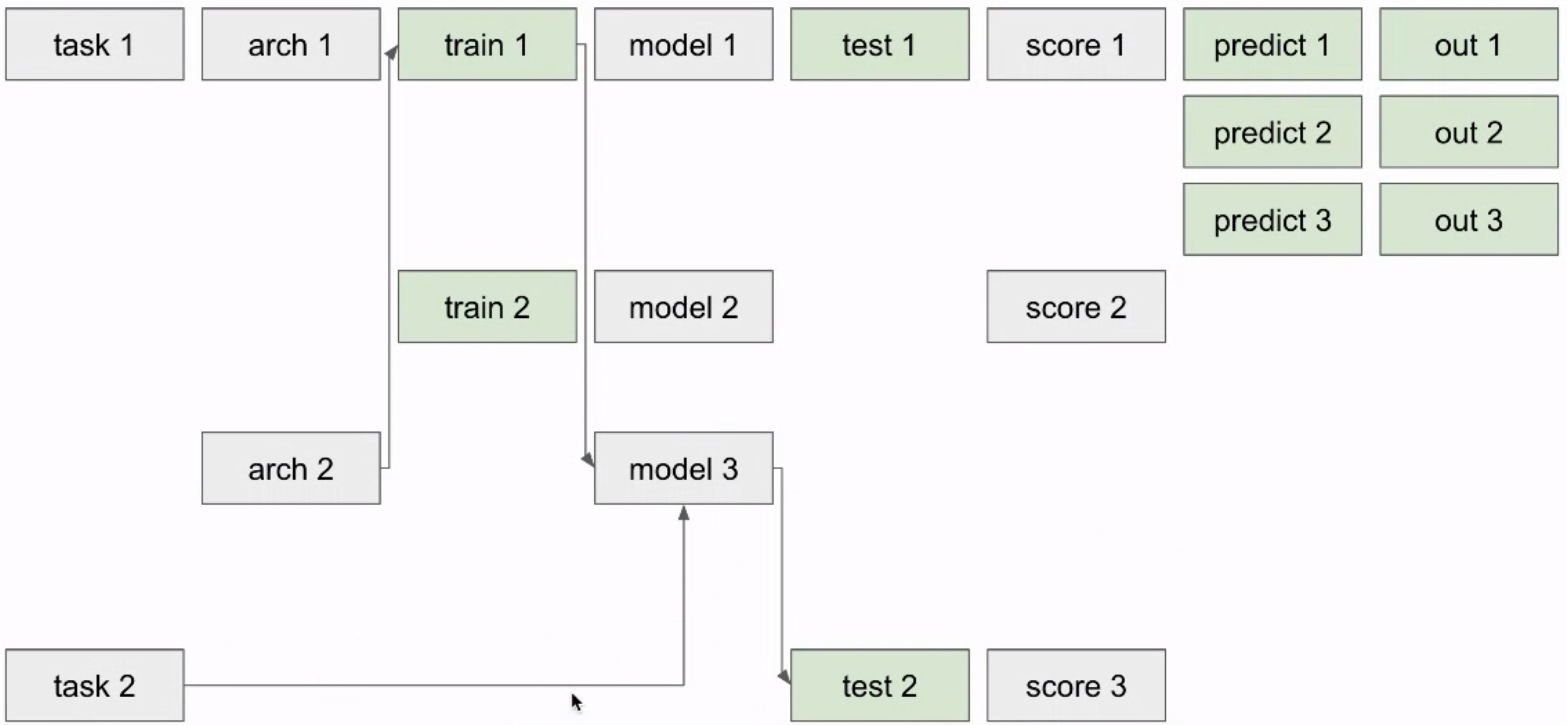 task 1
arch 1
train 1
model 1
test 1
score 1
predict 1
out 1
predict 2
out 2
predict 3
out 3
train 2
model 2
score 2
arch 2
model 3
task 2
test 2
score 3